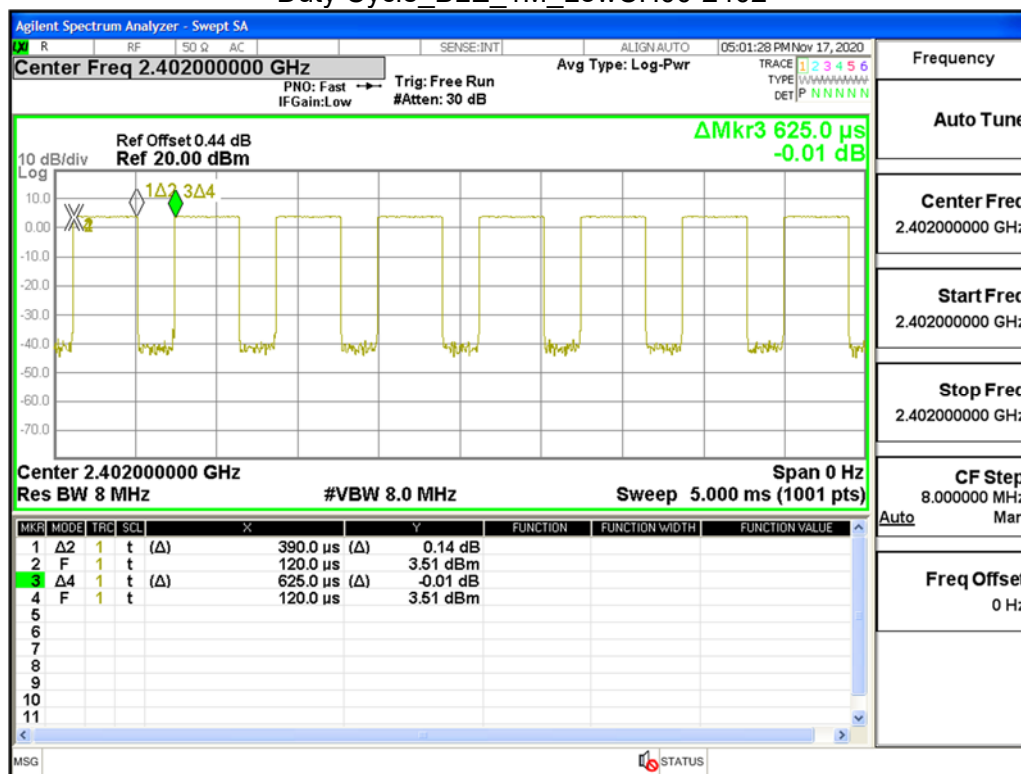 Agilent Spectrum Analyzer - Swept SA
LXI R RF 50 Ω AC SENSE:INT ALIGN AUTO 05:01:28 PM Nov 17, 2020
Center Freq 2.402000000 GHz
PNO: Fast
IFGain:Low
Trig: Free Run
#Atten: 30 dB
Avg Type: Log-Pwr
TRACE 1 2 3 4 5 6
TYPE
DET P N N N N N
ΔMkr3 625.0 µs
-0.01 dB
Ref Offset 0.44 dB
10 dB/div Ref 20.00 dBm
Log
1Δ2 3Δ4
10.0
0.00
-10.0
-20.0
-30.0
-40.0
-50.0
-60.0
-70.0
Center 2.402000000 GHz Span 0 Hz
Res BW 8 MHz #VBW 8.0 MHz Sweep 5.000 ms (1001 pts)
MKR MODE TRC SCL X Y FUNCTION FUNCTION WIDTH FUNCTION VALUE
1 Δ2 1 t (Δ) 390.0 µs (Δ) 0.14 dB
2 F 1 t 120.0 µs 3.51 dBm
3 Δ4 1 t (Δ) 625.0 µs (Δ) -0.01 dB
4 F 1 t 120.0 µs 3.51 dBm
5
6
7
8
9
10
11
MSG STATUS
Frequency
Auto Tune
Center Freq
2.402000000 GHz
Start Freq
2.402000000 GHz
Stop Freq
2.402000000 GHz
CF Step
8.000000 MHz
Auto Man
Freq Offset
0 Hz